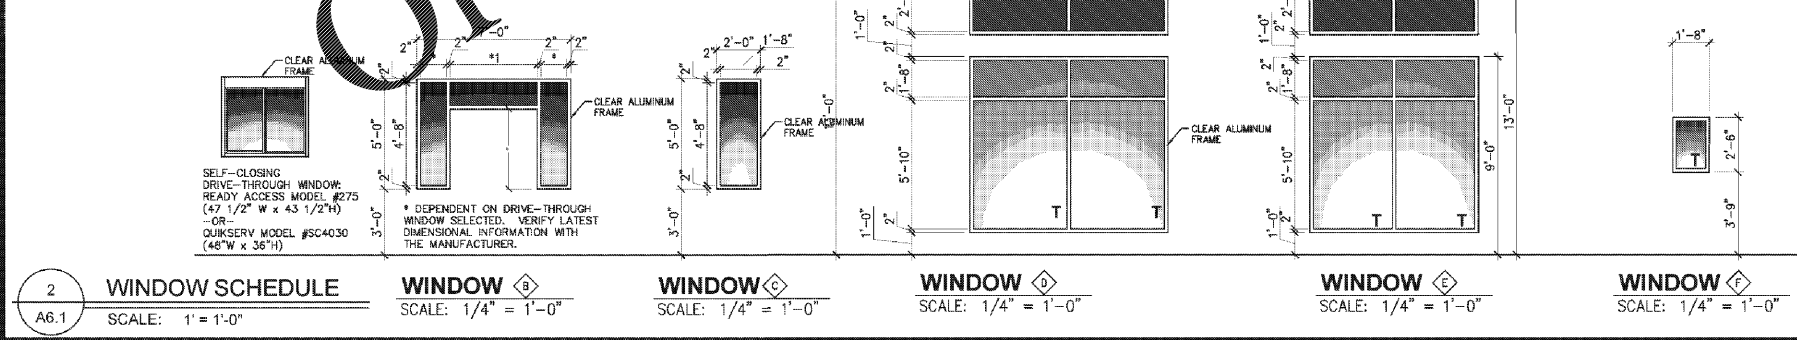 CLEAR ALUMINUM
FRAME
SELF-CLOSING
DRIVE-THROUGH WINDOW:
READY ACCESS MODEL #275
(47 1/2" W x 43 1/2"H)
-OR-
QUIKSERV MODEL #SC4030
(48"W x 36"H)
2"
2"
2"
2"
*
*1
*
2"
5'-0"
4'-8"
2"
3'-0"
CLEAR ALUMINUM
FRAME
* DEPENDENT ON DRIVE-THROUGH
WINDOW SELECTED. VERIFY LATEST
DIMENSIONAL INFORMATION WITH
THE MANUFACTURER.
2'-0"
1'-8"
2"
2"
2"
5'-0"
4'-8"
2"
3'-0"
CLEAR ALUMINUM
FRAME
1'-0"
2"
2"
2"
1'-8"
5'-10"
2"
1'-0"
T
T
CLEAR ALUMINUM
FRAME
1'-0"
2"
2"
2"
1'-8"
5'-10"
2"
1'-0"
T
T
9'-0"
13'-0"
1'-8"
T
2'-6"
3'-9"
2
A6.1
WINDOW SCHEDULE
SCALE: 1' = 1'-0"
WINDOW B
SCALE: 1/4" = 1'-0"
WINDOW C
SCALE: 1/4" = 1'-0"
WINDOW D
SCALE: 1/4" = 1'-0"
WINDOW E
SCALE: 1/4" = 1'-0"
WINDOW F
SCALE: 1/4" = 1'-0"